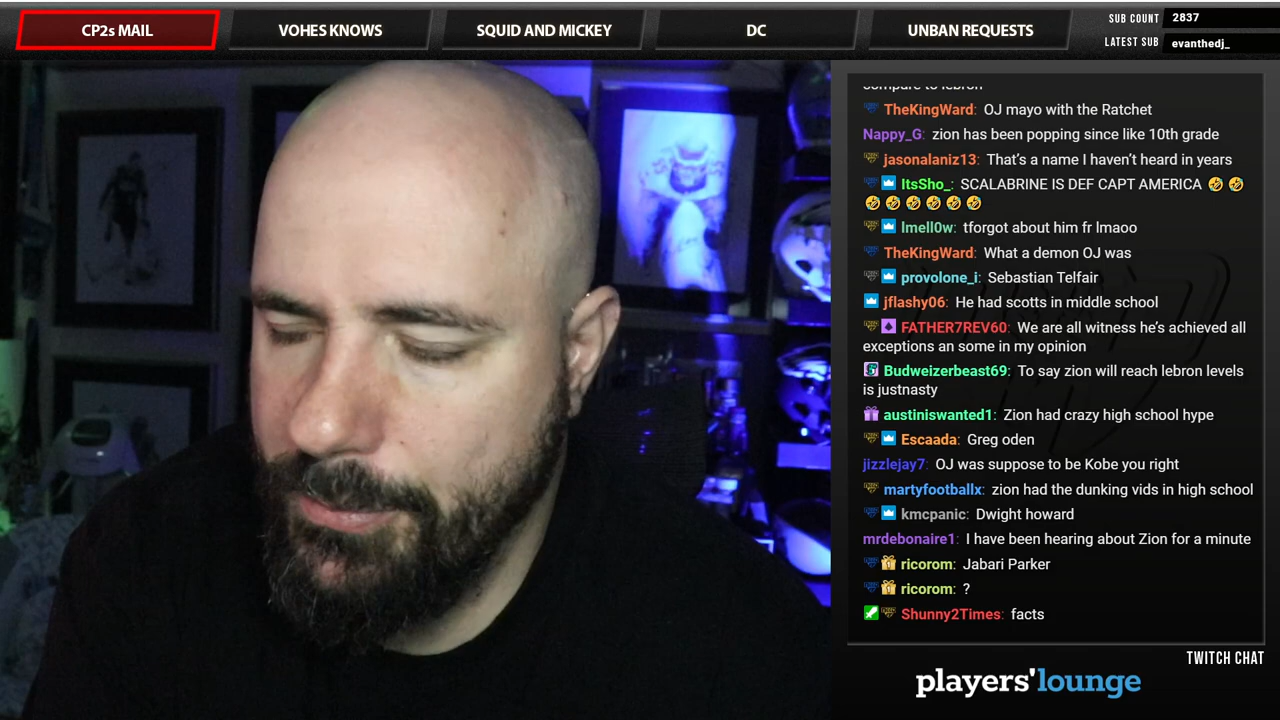 CP2s MAIL
VOHES KNOWS
SQUID AND MICKEY
DC
UNBAN REQUESTS
SUB COUNT 2837
LATEST SUB evanthedj_
compare to lebron
TheKingWard: OJ mayo with the Ratchet
Nappy_G: zion has been popping since like 10th grade
jasonalaniz13: That's a name I haven't heard in years
ItsSho_: SCALABRINE IS DEF CAPT AMERICA 🤣 🤣
🤣 🤣 🤣 🤣 🤣 🤣
lmell0w: tforgot about him fr lmaoo
TheKingWard: What a demon OJ was
provolone_i: Sebastian Telfair
jflashy06: He had scotts in middle school
FATHER7REV60: We are all witness he's achieved all
exceptions an some in my opinion
Budweizerbeast69: To say zion will reach lebron levels
is justnasty
austiniswanted1: Zion had crazy high school hype
Escaada: Greg oden
jizzlejay7: OJ was suppose to be Kobe you right
martyfootballx: zion had the dunking vids in high school
kmcpanic: Dwight howard
mrdebonaire1: I have been hearing about Zion for a minute
ricorom: Jabari Parker
ricorom: ?
Shunny2Times: facts
TWITCH CHAT
players'lounge